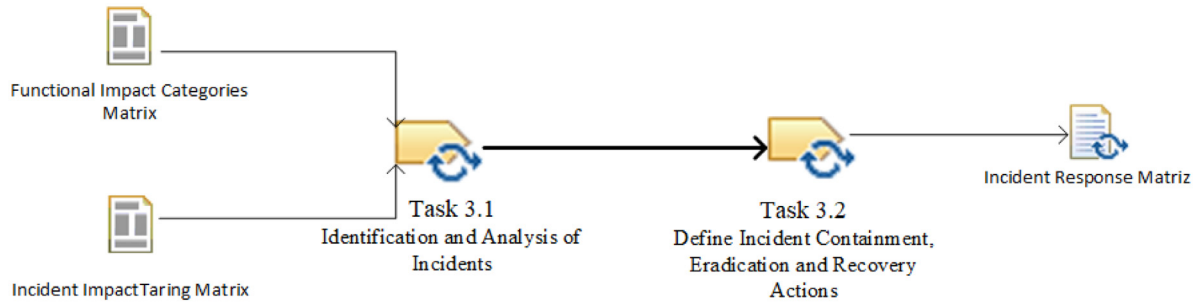 Functional Impact Categories
Matrix
Task 3.1
Identification and Analysis of
Incidents
Task 3.2
Define Incident Containment,
Eradication and Recovery
Actions
Incident Response Matriz
Incident ImpactTaring Matrix